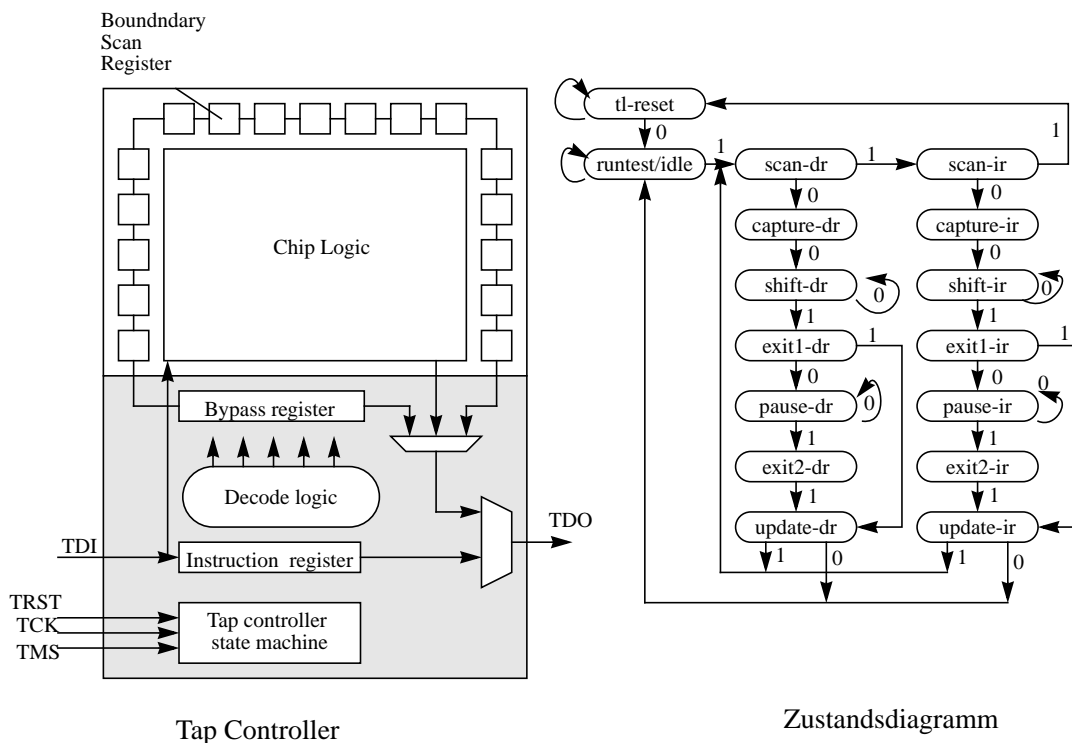 Boundndary
Scan
Register
Chip Logic
Bypass register
Decode logic
TDI
Instruction register
TDO
TRST
TCK
TMS
Tap controller
state machine
Tap Controller
tl-reset
0
1
runtest/idle
1
scan-dr
1
scan-ir
0
0
capture-dr
capture-ir
0
0
shift-dr
0
shift-ir
0
1
1
exit1-dr
1
exit1-ir
1
0
0
0
pause-dr
0
pause-ir
1
1
exit2-dr
exit2-ir
1
1
update-dr
update-ir
1
0
1
0
Zustandsdiagramm